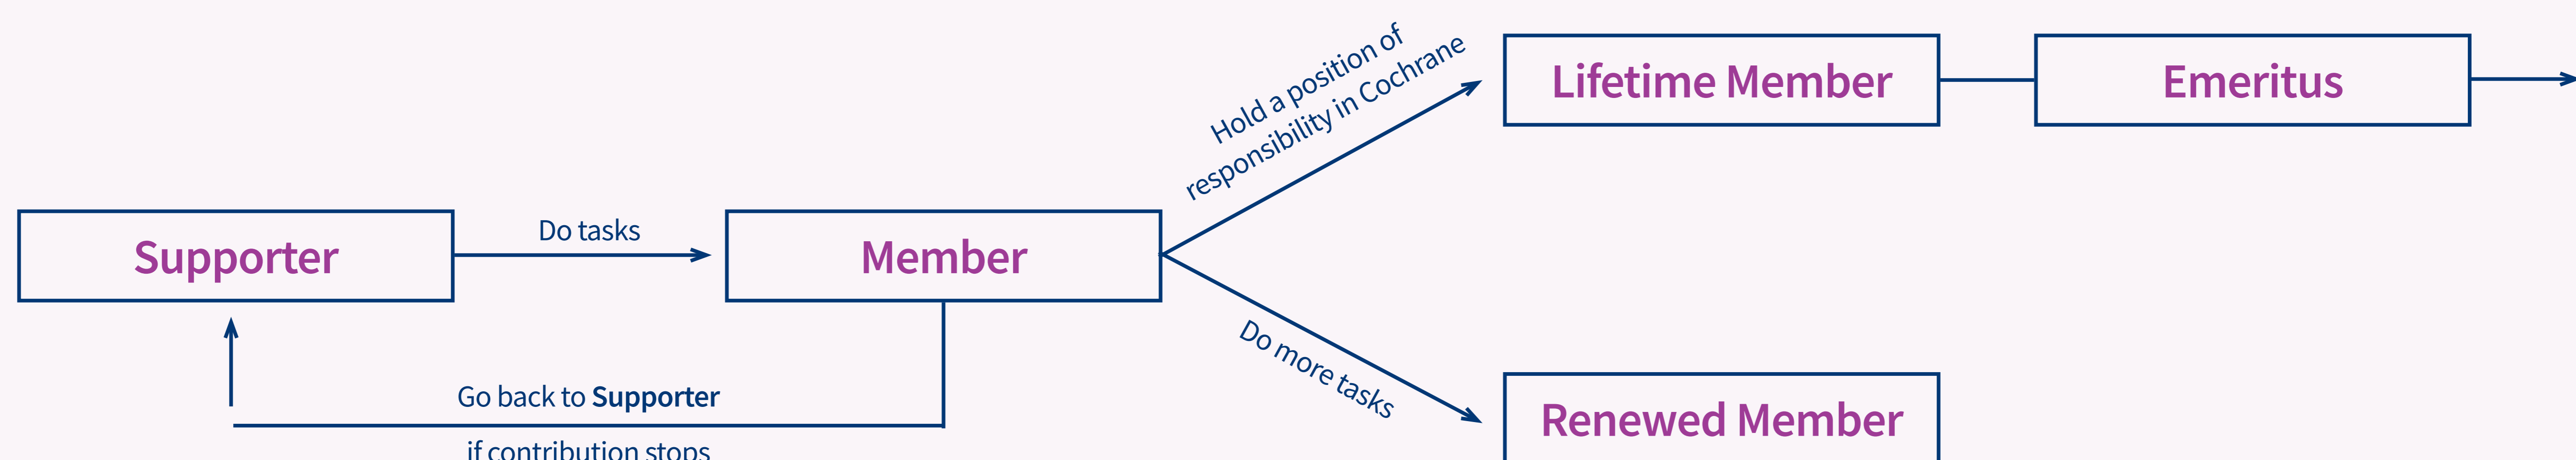 Hold a position of
responsibility in Cochrane
Lifetime Member
Emeritus
Supporter
Do tasks
Member
Do more tasks
Go back to Supporter
if contribution stops
Renewed Member